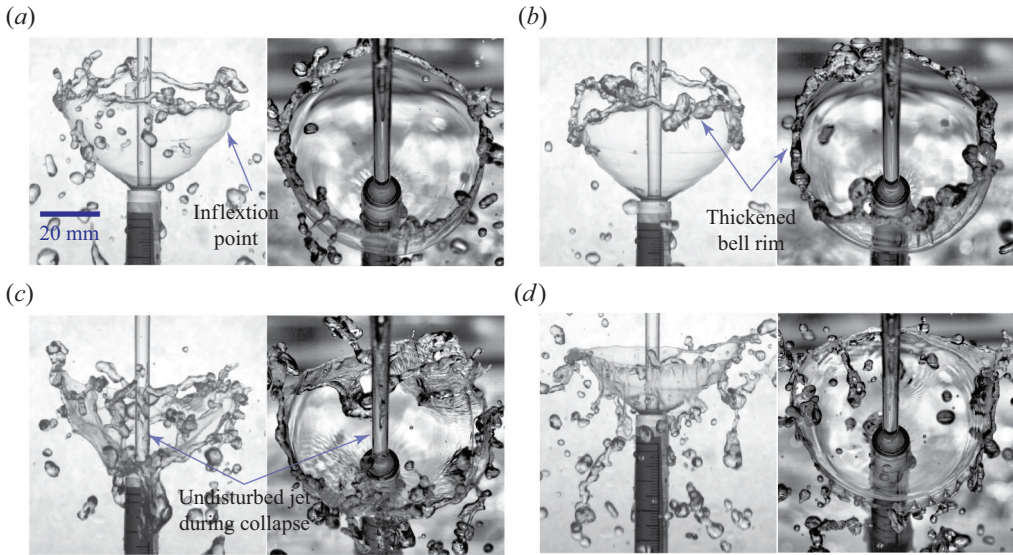 (a)
(b)
Inflextion
point
20 mm
Thickened
bell rim
(c)
(d)
Undisturbed jet
during collapse